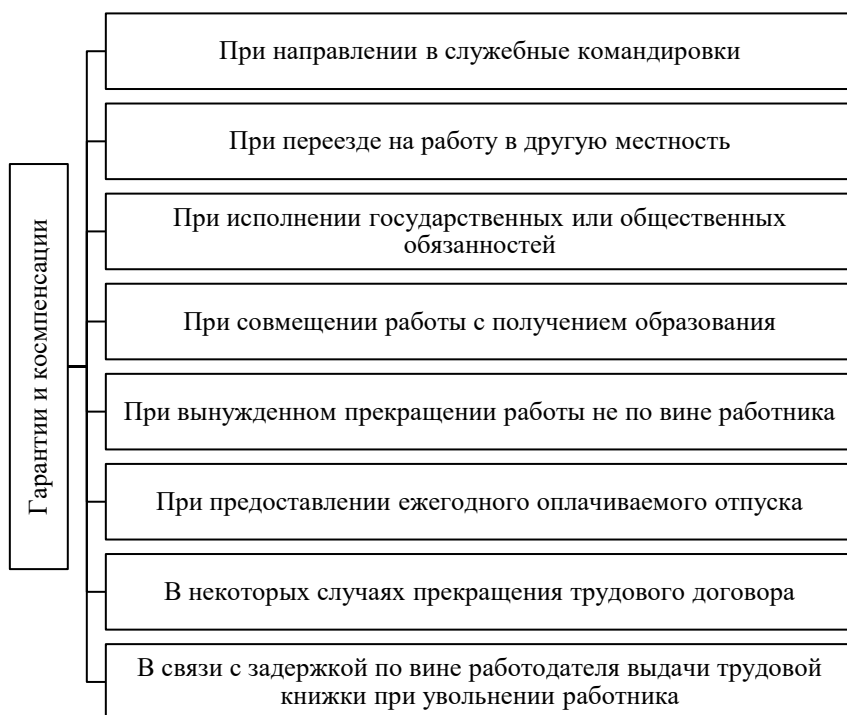 Гарантии и космпенсации
При направлении в служебные командировки
При переезде на работу в другую местность
При исполнении государственных или общественных
обязанностей
При совмещении работы с получением образования
При вынужденном прекращении работы не по вине работника
При предоставлении ежегодного оплачиваемого отпуска
В некоторых случаях прекращения трудового договора
В связи с задержкой по вине работодателя выдачи трудовой
книжки при увольнении работника